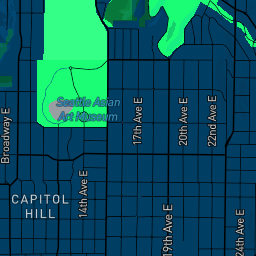 Seattle Asian
Art Museum
Broadway E
17th Ave E
20th Ave E
22nd Ave E
CAPITOL
HILL
14th Ave E
19th Ave E
24th Ave E